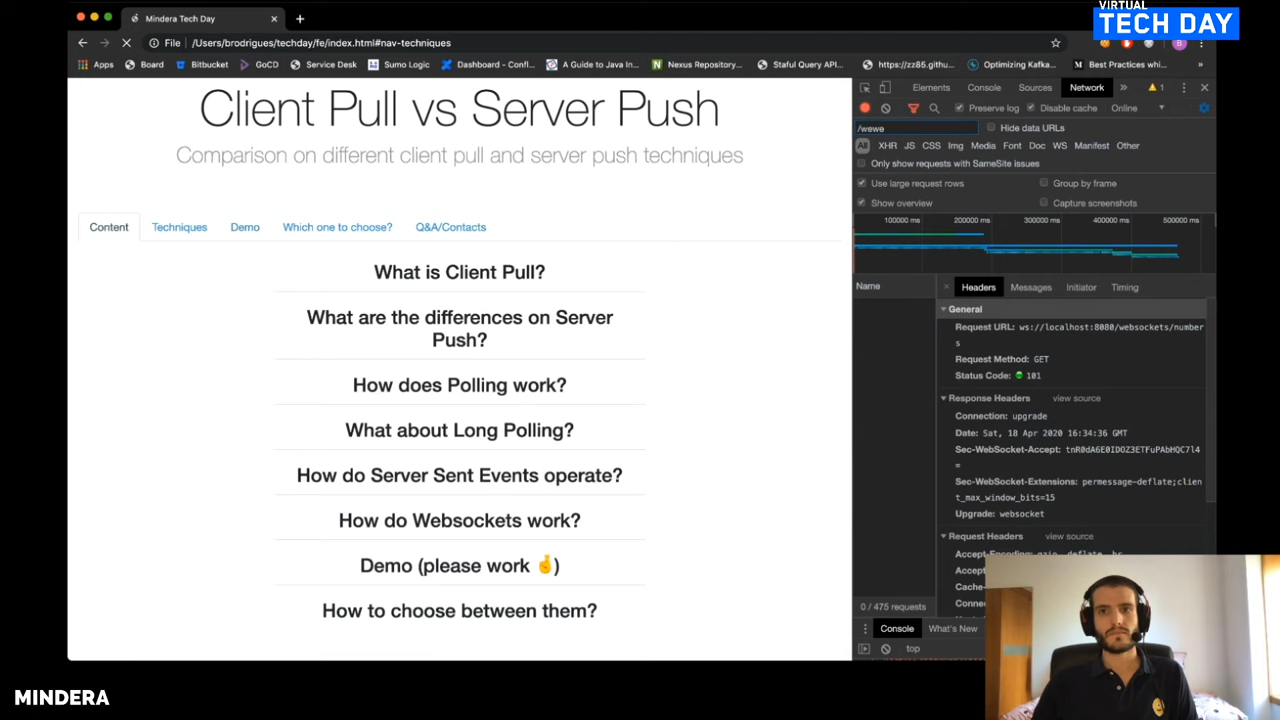 VIRTUAL
TECH DAY
Mindera Tech Day
File /Users/brodrigues/techday/fe/index.html#nav-techniques
Apps Board Bitbucket GoCD Service Desk Sumo Logic Dashboard - Confl... A Guide to Java In... Nexus Repository... Staful Query API... https://zz85.githu... Optimizing Kafka... Best Practices whi...
Client Pull vs Server Push
Comparison on different client pull and server push techniques
Content Techniques Demo Which one to choose? Q&A/Contacts
What is Client Pull?
What are the differences on Server
Push?
How does Polling work?
What about Long Polling?
How do Server Sent Events operate?
How do Websockets work?
Demo (please work 🤞)
How to choose between them?
Elements Console Sources Network 1
Preserve log Disable cache Online
/wewe Hide data URLs
All XHR JS CSS Img Media Font Doc WS Manifest Other
Only show requests with SameSite issues
Use large request rows Group by frame
Show overview Capture screenshots
100000 ms 200000 ms 300000 ms 400000 ms 500000 ms
Name Headers Messages Initiator Timing
General
Request URL: ws://localhost:8080/websockets/number
s
Request Method: GET
Status Code: 101
Response Headers view source
Connection: upgrade
Date: Sat, 18 Apr 2020 16:34:36 GMT
Sec-WebSocket-Accept: tnR0dA6E0IDOZ3ETFuPAbHQC7l4
=
Sec-WebSocket-Extensions: permessage-deflate;clien
t_max_window_bits=15
Upgrade: websocket
Request Headers view source
Accept-Encoding: gzip, deflate, br
Accept
Cache-
Connec
0 / 475 requests
Console What's New
top
MINDERA